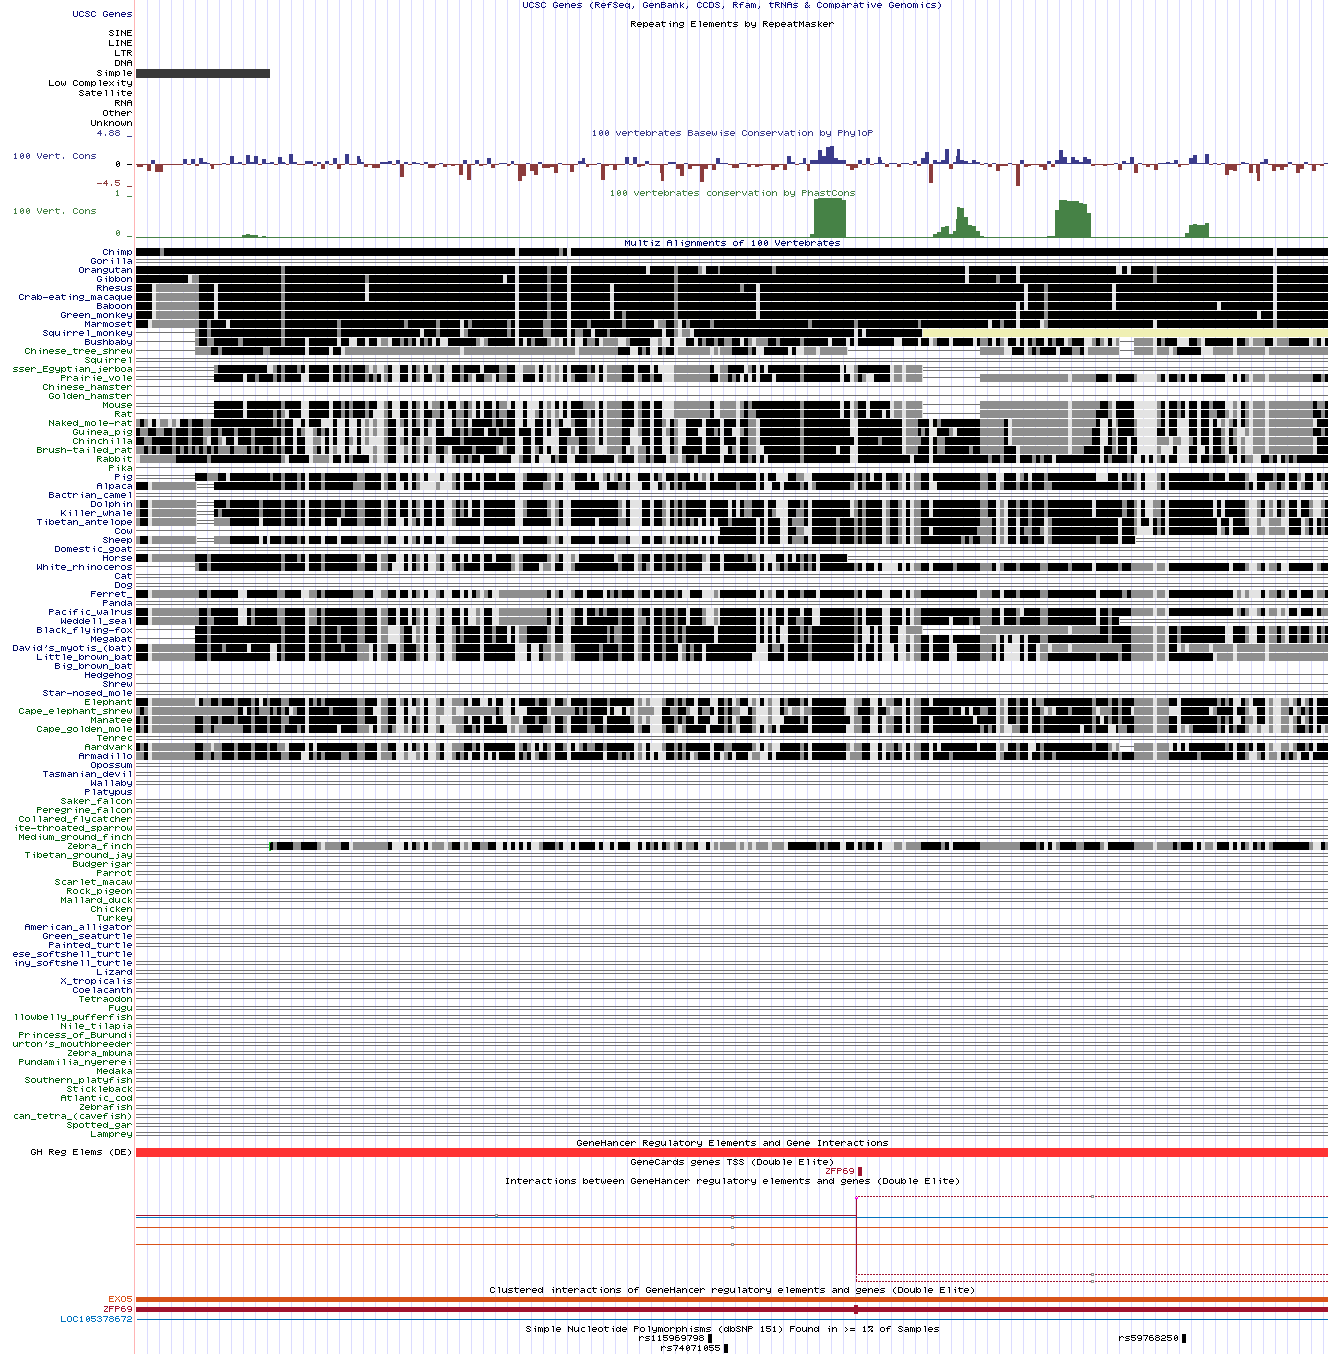 UCSC Genes (RefSeq, GenBank, CCDS, Rfam, tRNAs & Comparative Genomics)
UCSC Genes
Repeating Elements by RepeatMasker
SINE
LINE
LTR
DNA
Simple
Low Complexity
Satellite
RNA
Other
Unknown
4.88 _
100 vertebrates Basewise Conservation by PhyloP
100 Vert. Cons
0 _
-4.5 _
100 vertebrates conservation by PhastCons
1 _
100 Vert. Cons
0 _
Multiz Alignments of 100 Vertebrates
Chimp
Gorilla
Orangutan
Gibbon
Rhesus
Crab-eating_macaque
Baboon
Green_monkey
Marmoset
Squirrel_monkey
Bushbaby
Chinese_tree_shrew
Squirrel
sser_Egyptian_jerboa
Prairie_vole
Chinese_hamster
Golden_hamster
Mouse
Rat
Naked_mole-rat
Guinea_pig
Chinchilla
Brush-tailed_rat
Rabbit
Pika
Pig
Alpaca
Bactrian_camel
Dolphin
Killer_whale
Tibetan_antelope
Cow
Sheep
Domestic_goat
Horse
White_rhinoceros
Cat
Dog
Ferret_
Panda
Pacific_walrus
Weddell_seal
Black_flying-fox
Megabat
David's_myotis_(bat)
Little_brown_bat
Big_brown_bat
Hedgehog
Shrew
Star-nosed_mole
Elephant
Cape_elephant_shrew
Manatee
Cape_golden_mole
Tenrec
Aardvark
Armadillo
Opossum
Tasmanian_devil
Wallaby
Platypus
Saker_falcon
Peregrine_falcon
Collared_flycatcher
ite-throated_sparrow
Medium_ground_finch
Zebra_finch
Tibetan_ground_jay
Budgerigar
Parrot
Scarlet_macaw
Rock_pigeon
Mallard_duck
Chicken
Turkey
American_alligator
Green_seaturtle
Painted_turtle
ese_softshell_turtle
iny_softshell_turtle
Lizard
X_tropicalis
Coelacanth
Tetraodon
Fugu
llowbelly_pufferfish
Nile_tilapia
Princess_of_Burundi
urton's_mouthbreeder
Zebra_mbuna
Pundamilia_nyererei
Medaka
Southern_platyfish
Stickleback
Atlantic_cod
Zebrafish
can_tetra_(cavefish)
Spotted_gar
Lamprey
GeneHancer Regulatory Elements and Gene Interactions
GH Reg Elems (DE)
GeneCards genes TSS (Double Elite)
ZFP69
Interactions between GeneHancer regulatory elements and genes (Double Elite)
Clustered interactions of GeneHancer regulatory elements and genes (Double Elite)
EXO5
ZFP69
LOC105378672
Simple Nucleotide Polymorphisms (dbSNP 151) Found in >= 1% of Samples
rs115969798 rs59768250
rs74071055